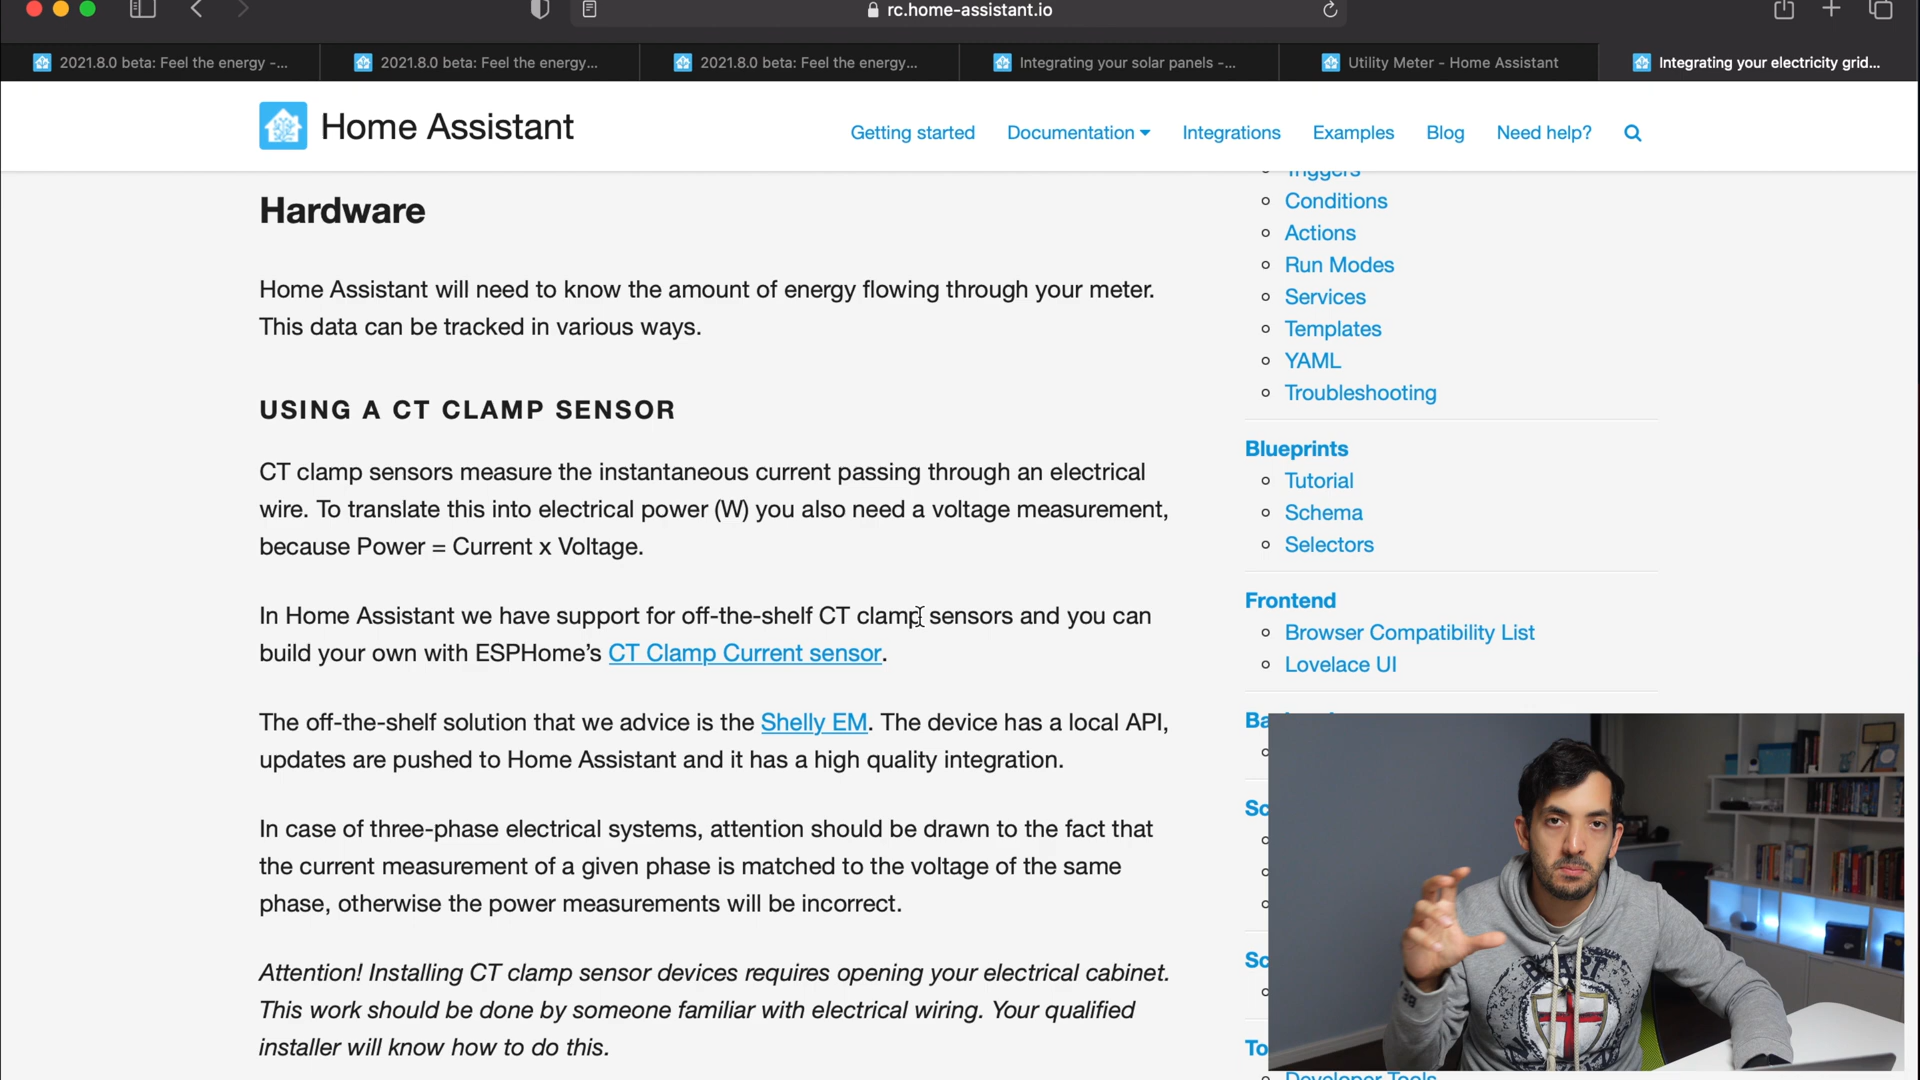 rc.home-assistant.io
2021.8.0 beta: Feel the energy -...
2021.8.0 beta: Feel the energy...
2021.8.0 beta: Feel the energy...
Integrating your solar panels -...
Utility Meter - Home Assistant
Integrating your electricity grid...
Home Assistant
Getting started
Documentation
Integrations
Examples
Blog
Need help?
Hardware
Home Assistant will need to know the amount of energy flowing through your meter.
This data can be tracked in various ways.
USING A CT CLAMP SENSOR
CT clamp sensors measure the instantaneous current passing through an electrical
wire. To translate this into electrical power (W) you also need a voltage measurement,
because Power = Current x Voltage.
In Home Assistant we have support for off-the-shelf CT clamp sensors and you can
build your own with ESPHome’s CT Clamp Current sensor.
The off-the-shelf solution that we advice is the Shelly EM. The device has a local API,
updates are pushed to Home Assistant and it has a high quality integration.
In case of three-phase electrical systems, attention should be drawn to the fact that
the current measurement of a given phase is matched to the voltage of the same
phase, otherwise the power measurements will be incorrect.
Attention! Installing CT clamp sensor devices requires opening your electrical cabinet.
This work should be done by someone familiar with electrical wiring. Your qualified
installer will know how to do this.
Triggers
Conditions
Actions
Run Modes
Services
Templates
YAML
Troubleshooting
Blueprints
Tutorial
Schema
Selectors
Frontend
Browser Compatibility List
Lovelace UI
Ba
Sc
Sc
To
Developer Tools